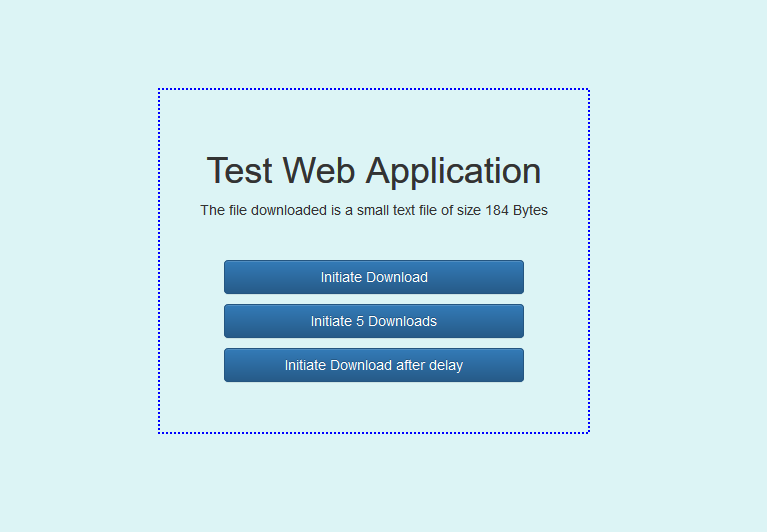 Test Web Application
The file downloaded is a small text file of size 184 Bytes
Initiate Download
Initiate 5 Downloads
Initiate Download after delay